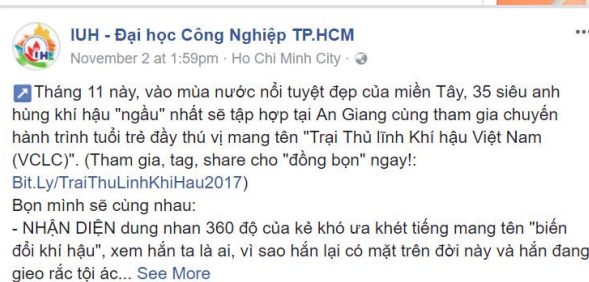 IUH
IUH - Đại học Công Nghiệp TP.HCM
November 2 at 1:59pm · Ho Chi Minh City ·
Tháng 11 này, vào mùa nước nổi tuyệt đẹp của miền Tây, 35 siêu anh
hùng khí hậu "ngầu" nhất sẽ tập hợp tại An Giang cùng tham gia chuyến
hành trình tuổi trẻ đầy thú vị mang tên "Trại Thủ lĩnh Khí hậu Việt Nam
(VCLC)". (Tham gia, tag, share cho "đồng bọn" ngay!:
Bit.Ly/TraiThuLinhKhiHau2017)
Bọn mình sẽ cùng nhau:
- NHẬN DIỆN dung nhan 360 độ của kẻ khó ưa khét tiếng mang tên "biến
đổi khí hậu", xem hắn ta là ai, vì sao hắn lại có mặt trên đời này và hắn đang
gieo rắc tội ác... See More